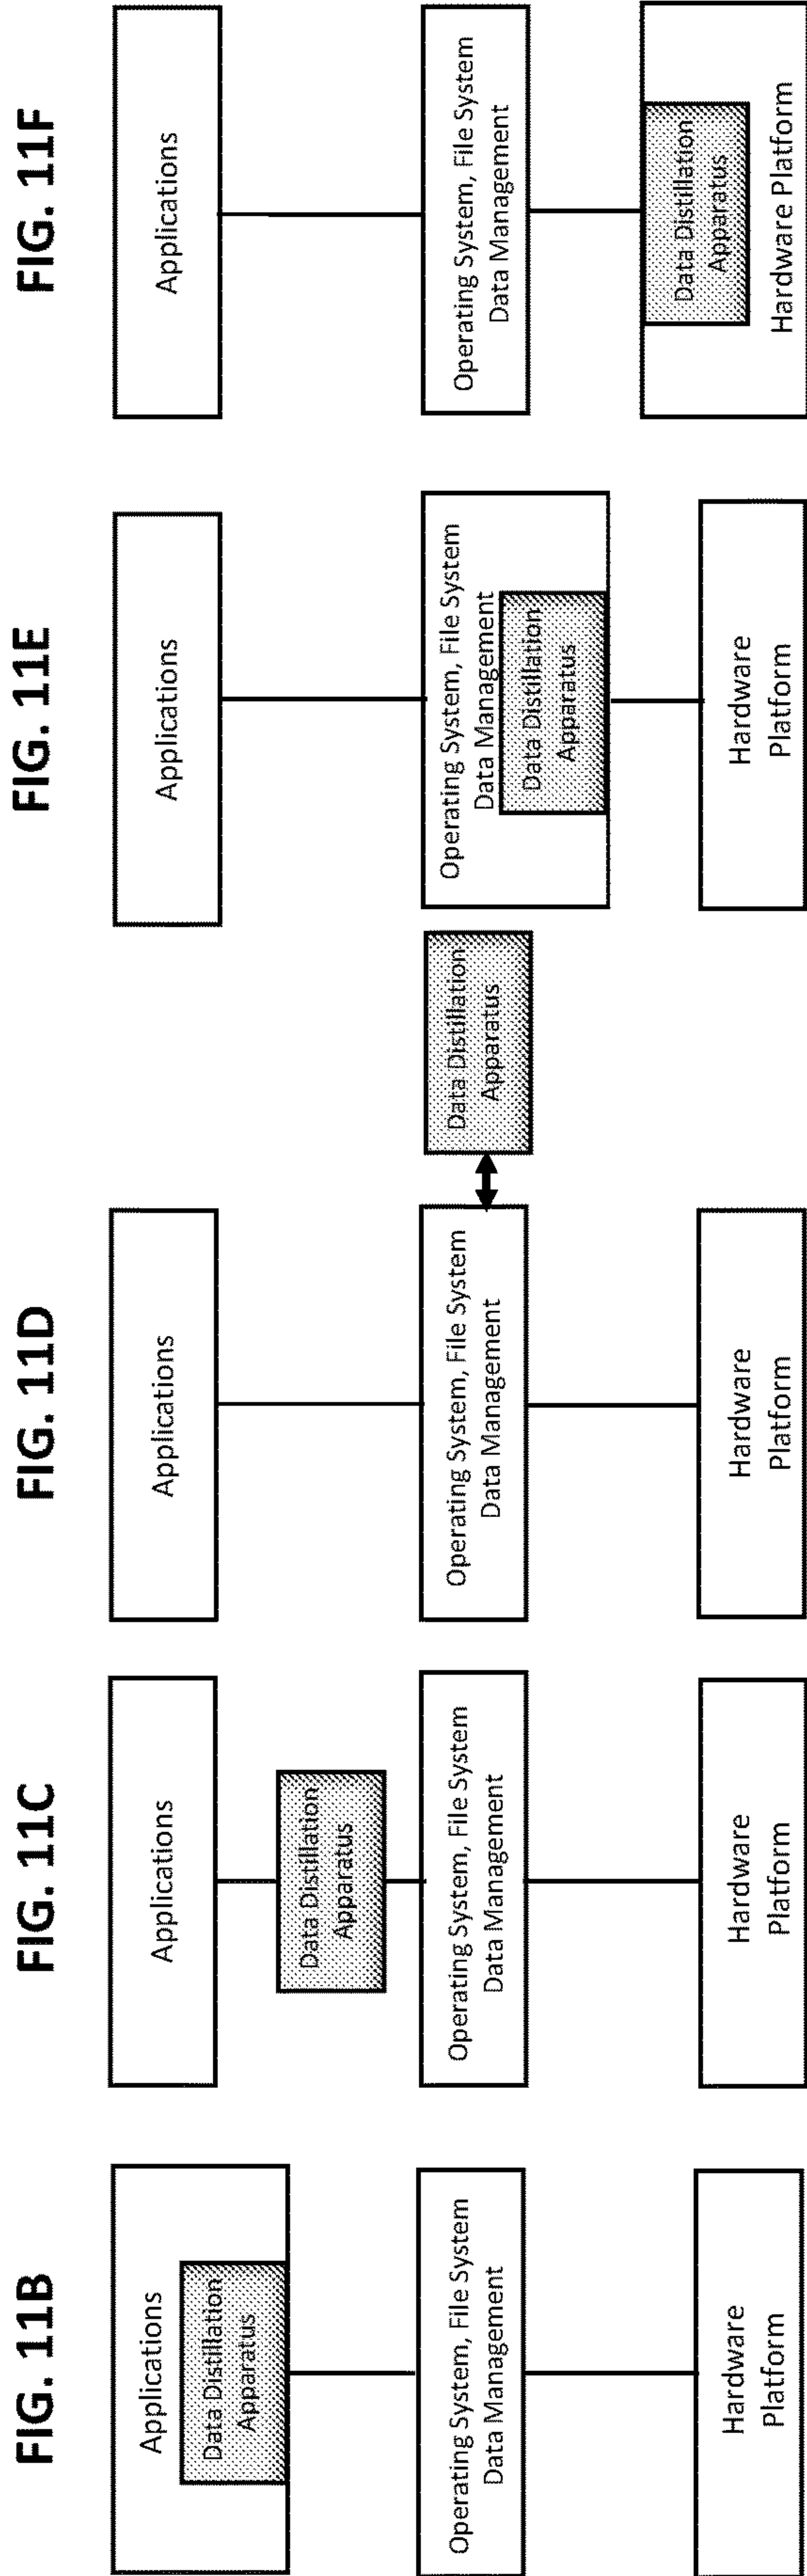 FIG. 11B
Applications
Data Distillation
Apparatus
Operating System, File System
Data Management
Hardware
Platform
FIG. 11C
Applications
Data Distillation
Apparatus
Operating System, File System
Data Management
Hardware
Platform
FIG. 11D
Applications
Operating System, File System
Data Management
Data Distillation
Apparatus
Hardware
Platform
FIG. 11E
Applications
Operating System, File System
Data Management
Data Distillation
Apparatus
Hardware
Platform
FIG. 11F
Applications
Operating System, File System
Data Management
Data Distillation
Apparatus
Hardware Platform